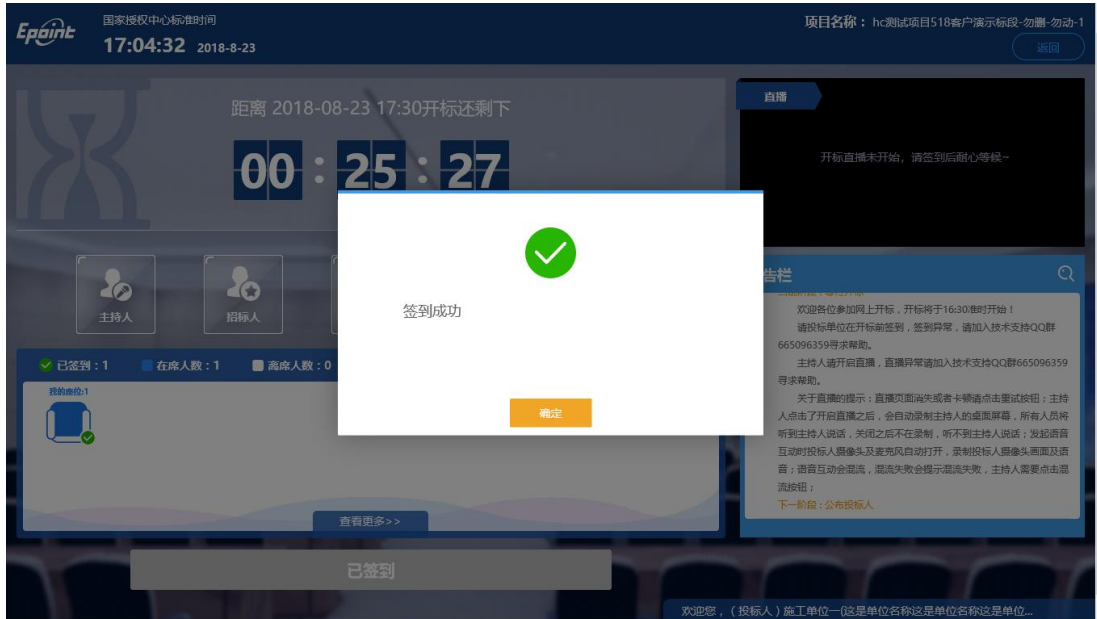 Epoint
国家授权中心标准时间
17:04:32 2018-8-23
项目名称：hc测试项目518客户演示标段-勿删-勿动-1
返回
距离 2018-08-23 17:30开标还剩下
00 : 25 : 27
直播
开标直播未开始，请签到后耐心等候~
主持人
招标人
签到成功
确定
已签到：1 在席人数：1 离席人数：0
我的座位:1
查看更多>>
已签到
告栏
欢迎各位参加网上开标，开标将于16:30准时开始！
请投标单位在开标前签到，签到异常，请加入技术支持QQ群
665096359寻求帮助。
主持人请开启直播，直播异常请加入技术支持QQ群665096359
寻求帮助。
关于直播的提示：直播页面消失或者卡顿请点击重试按钮；主持
人点击了开启直播之后，会自动录制主持人的桌面屏幕，所有人员将
听到主持人说话，关闭之后不在录制，听不到主持人说话；发起语音
互动时投标人摄像头及麦克风自动打开，录制投标人摄像头画面及语
音；语音互动会混流，混流失败会提示混流失败，主持人需要点击混
流按钮；
下一阶段：公布投标人
欢迎您，（投标人）施工单位一(这是单位名称这是单位名称这是单位...